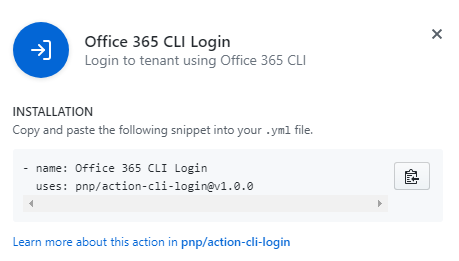 Office 365 CLI Login
Login to tenant using Office 365 CLI
INSTALLATION
Copy and paste the following snippet into your .yml file.
- name: Office 365 CLI Login
  uses: pnp/action-cli-login@v1.0.0
Learn more about this action in pnp/action-cli-login